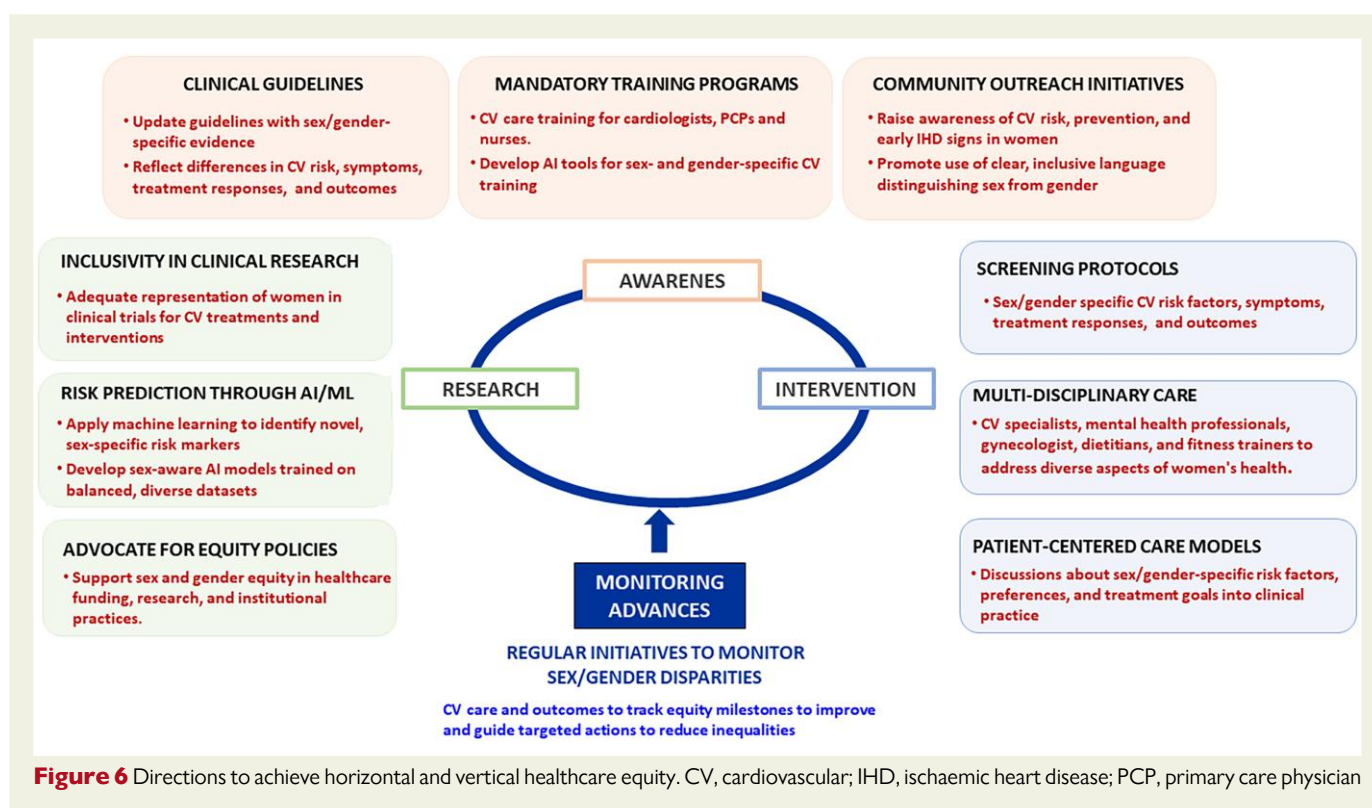 CLINICAL GUIDELINES
• Update guidelines with sex/gender-
specific evidence
• Reflect differences in CV risk, symptoms,
treatment responses, and outcomes
MANDATORY TRAINING PROGRAMS
• CV care training for cardiologists, PCPs and
nurses.
• Develop AI tools for sex- and gender-specific CV
training
COMMUNITY OUTREACH INITIATIVES
• Raise awareness of CV risk, prevention, and
early IHD signs in women
• Promote use of clear, inclusive language
distinguishing sex from gender
INCLUSIVITY IN CLINICAL RESEARCH
• Adequate representation of women in
clinical trials for CV treatments and
interventions
RISK PREDICTION THROUGH AI/ML
• Apply machine learning to identify novel,
sex-specific risk markers
• Develop sex-aware AI models trained on
balanced, diverse datasets
ADVOCATE FOR EQUITY POLICIES
• Support sex and gender equity in healthcare
funding, research, and institutional
practices.
AWARENES
RESEARCH
INTERVENTION
MONITORING
ADVANCES
REGULAR INITIATIVES TO MONITOR
SEX/GENDER DISPARITIES
CV care and outcomes to track equity milestones to improve
and guide targeted actions to reduce inequalities
SCREENING PROTOCOLS
• Sex/gender specific CV risk factors, symptoms,
treatment responses, and outcomes
MULTI-DISCIPLINARY CARE
• CV specialists, mental health professionals,
gynecologist, dietitians, and fitness trainers to
address diverse aspects of women's health.
PATIENT-CENTERED CARE MODELS
• Discussions about sex/gender-specific risk factors,
preferences, and treatment goals into clinical
practice
Figure 6 Directions to achieve horizontal and vertical healthcare equity. CV, cardiovascular; IHD, ischaemic heart disease; PCP, primary care physician